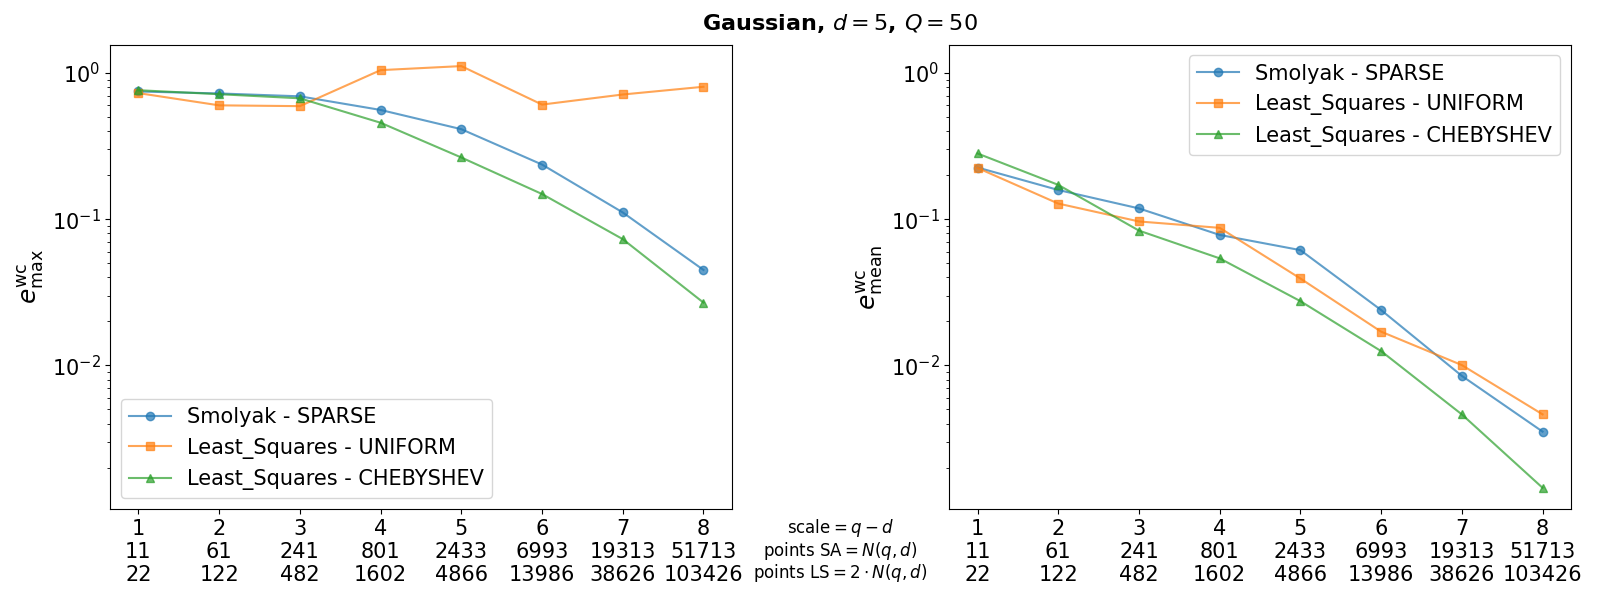 Gaussian, d = 5, Q = 50
10^0
10^-1
10^-2
e^wc_max
Smolyak - SPARSE
Least_Squares - UNIFORM
Least_Squares - CHEBYSHEV
1 2 3 4 5 6 7 8
11 61 241 801 2433 6993 19313 51713
22 122 482 1602 4866 13986 38626 103426
scale = q − d
points SA = N(q, d)
points LS = 2 · N(q, d)
10^0
10^-1
10^-2
e^wc_mean
Smolyak - SPARSE
Least_Squares - UNIFORM
Least_Squares - CHEBYSHEV
1 2 3 4 5 6 7 8
11 61 241 801 2433 6993 19313 51713
22 122 482 1602 4866 13986 38626 103426